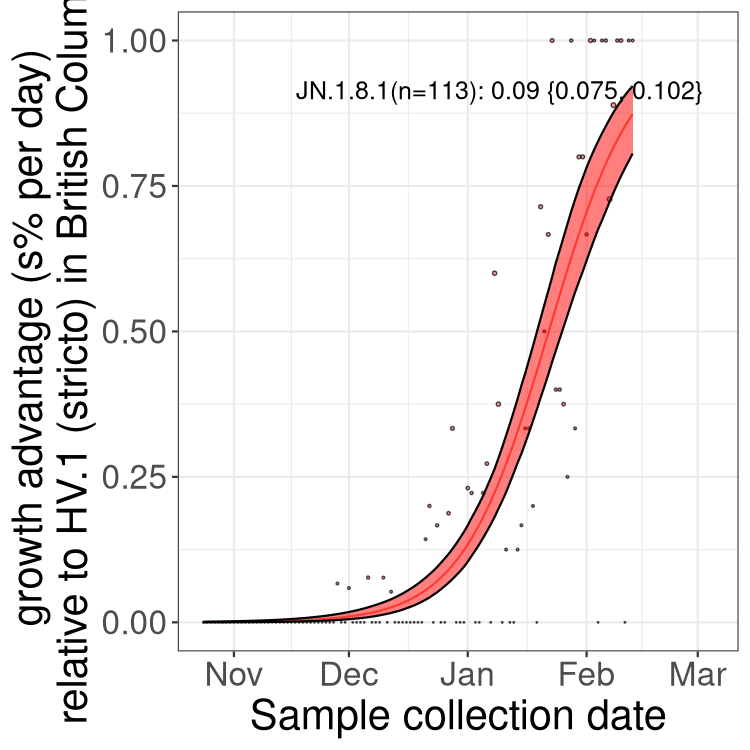 growth advantage (s% per day)
relative to HV.1 (stricto) in British Colum
1.00
0.75
0.50
0.25
0.00
JN.1.8.1(n=113): 0.09 {0.075, 0.102}
Nov Dec Jan Feb Mar
Sample collection date